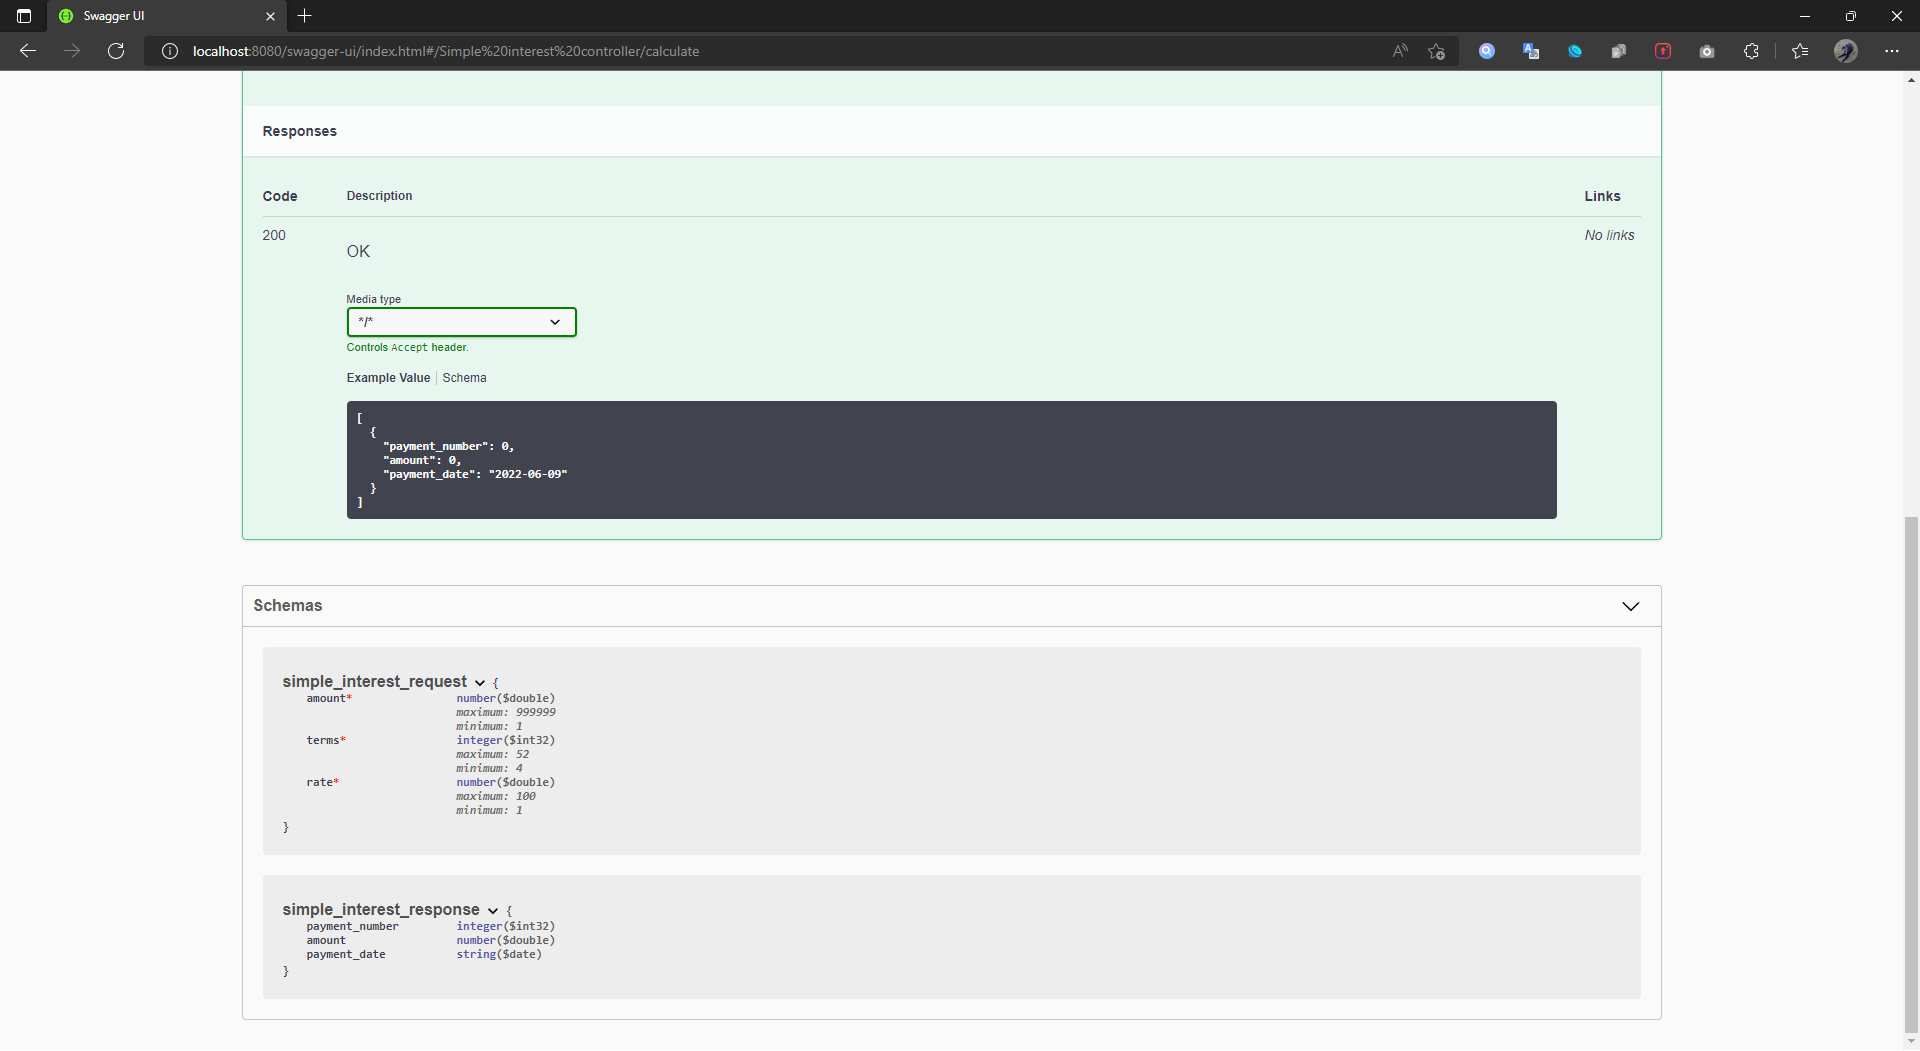 Swagger UI
localhost:8080/swagger-ui/index.html#/Simple%20interest%20controller/calculate
Responses
Code Description Links
200 No links
OK
Media type
*/*
Controls Accept header.
Example Value Schema
[
{
"payment_number": 0,
"amount": 0,
"payment_date": "2022-06-09"
}
]
Schemas
simple_interest_request {
amount* number($double)
maximum: 999999
minimum: 1
terms* integer($int32)
maximum: 52
minimum: 4
rate* number($double)
maximum: 100
minimum: 1
}
simple_interest_response {
payment_number integer($int32)
amount number($double)
payment_date string($date)
}